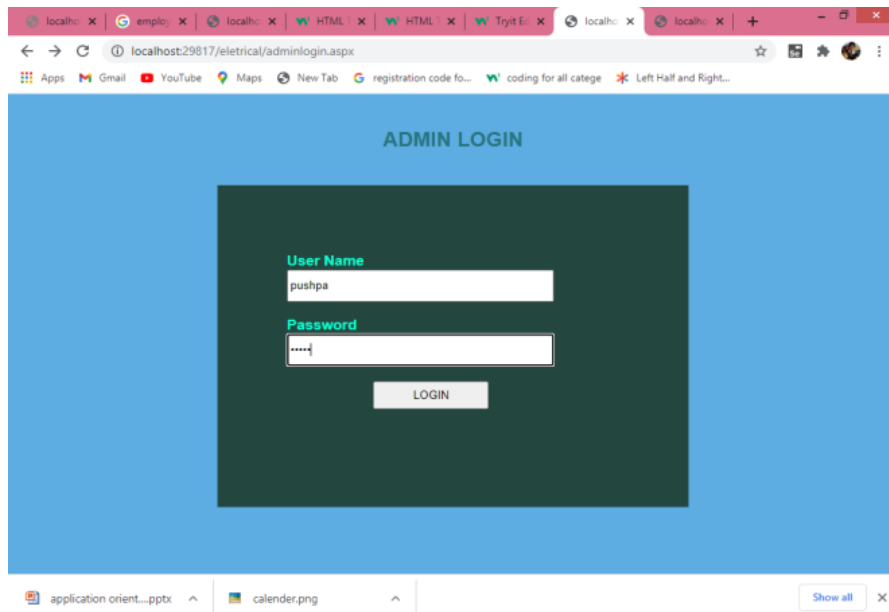 localho employ localho HTML T HTML T Tryit Ed localho localho
localhost:29817/eletrical/adminlogin.aspx
Se
Apps Gmail YouTube Maps New Tab registration code fo... coding for all catege Left Half and Right...
ADMIN LOGIN
User Name
pushpa
Password
•••••
LOGIN
application orient....pptx calender.png Show all